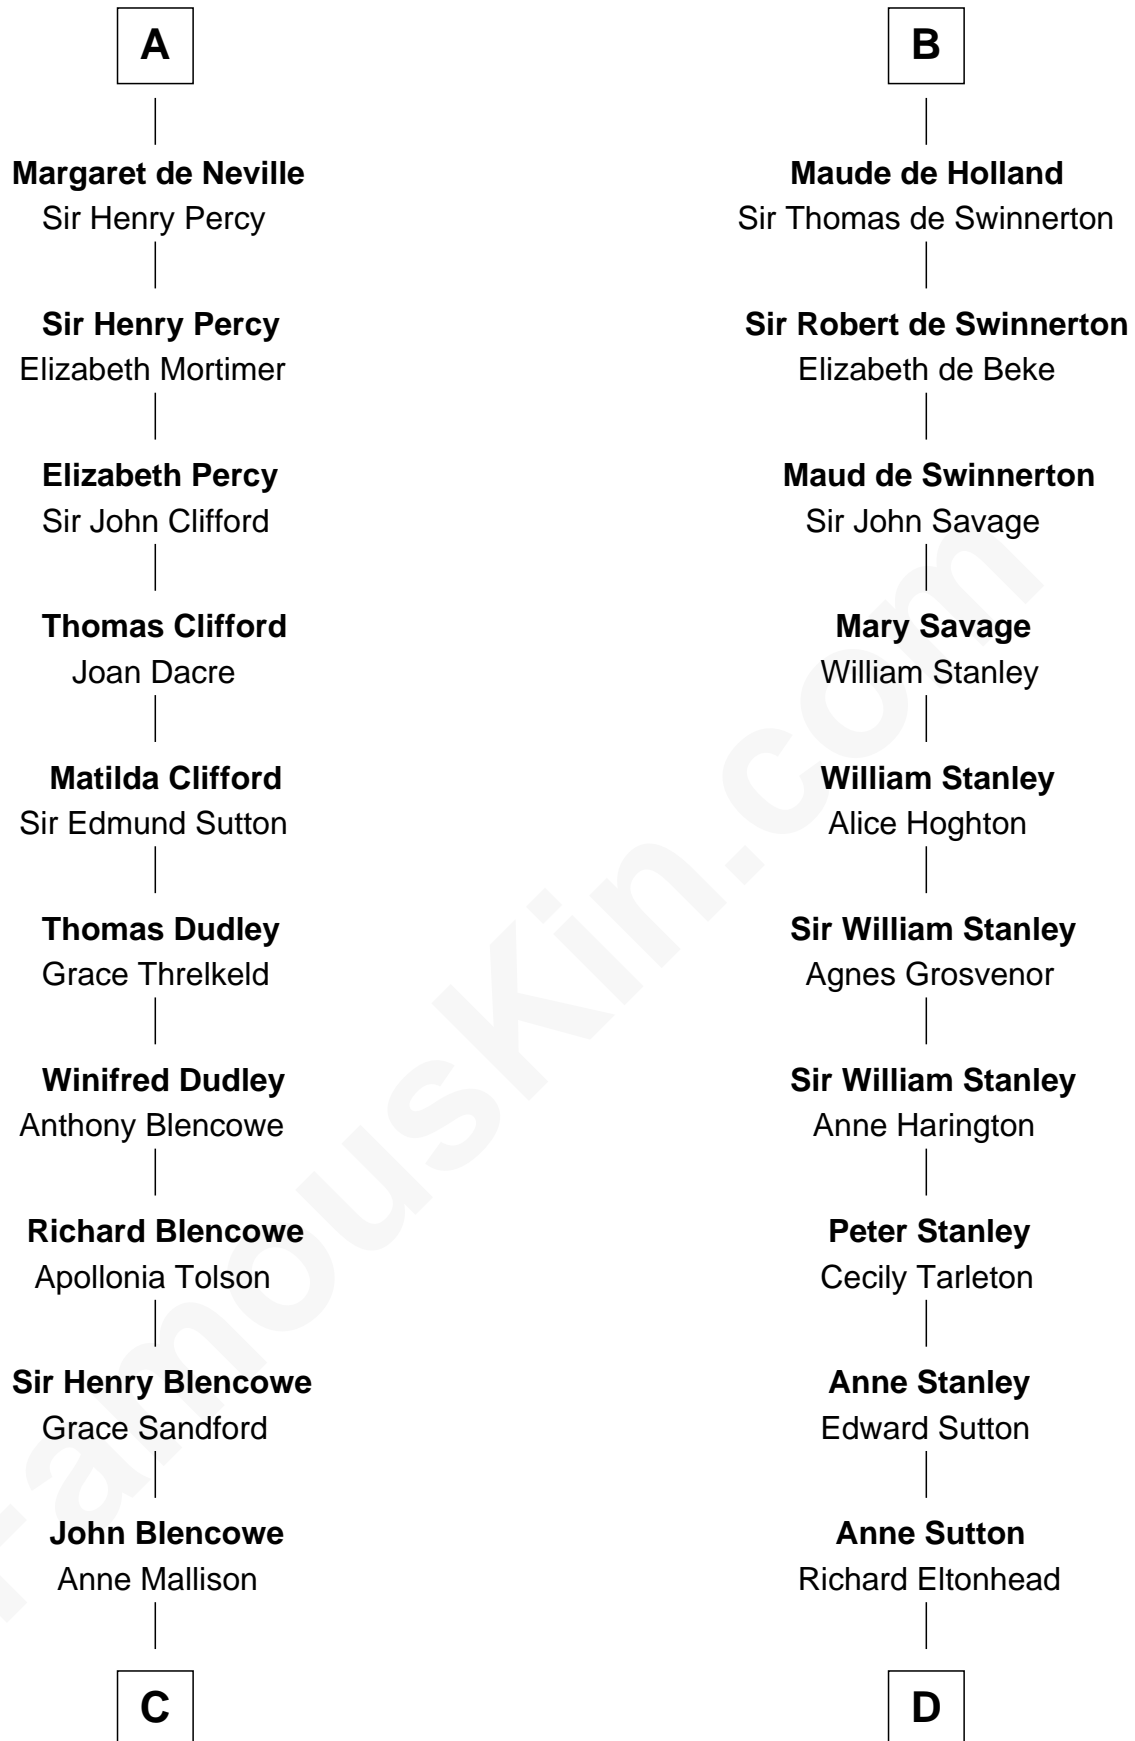 A
Margaret de Neville
Sir Henry Percy
Sir Henry Percy
Elizabeth Mortimer
Elizabeth Percy
Sir John Clifford
Thomas Clifford
Joan Dacre
Matilda Clifford
Sir Edmund Sutton
Thomas Dudley
Grace Threlkeld
Winifred Dudley
Anthony Blencowe
Richard Blencowe
Apollonia Tolson
Sir Henry Blencowe
Grace Sandford
John Blencowe
Anne Mallison
C
B
Maude de Holland
Sir Thomas de Swinnerton
Sir Robert de Swinnerton
Elizabeth de Beke
Maud de Swinnerton
Sir John Savage
Mary Savage
William Stanley
William Stanley
Alice Hoghton
Sir William Stanley
Agnes Grosvenor
Sir William Stanley
Anne Harington
Peter Stanley
Cecily Tarleton
Anne Stanley
Edward Sutton
Anne Sutton
Richard Eltonhead
D
FamousKin.com